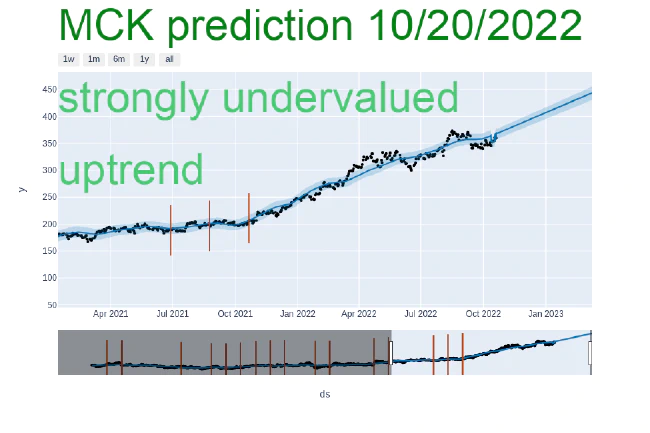 MCK prediction 10/20/2022
1w 1m 6m 1y all
strongly undervalued
uptrend
450
400
350
300
250
200
150
100
50
y
Apr 2021 Jul 2021 Oct 2021 Jan 2022 Apr 2022 Jul 2022 Oct 2022 Jan 2023
ds